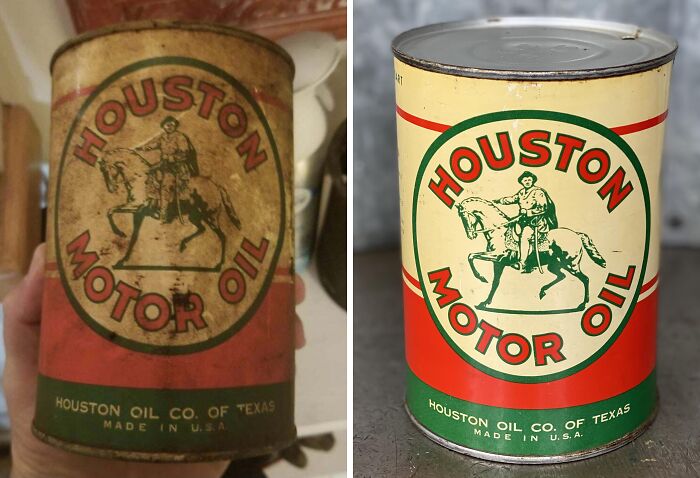 HOUSTON
MOTOR OIL
HOUSTON OIL CO. OF TEXAS
MADE IN U.S.A.
HOUSTON
MOTOR OIL
HOUSTON OIL CO. OF TEXAS
MADE IN U.S.A.